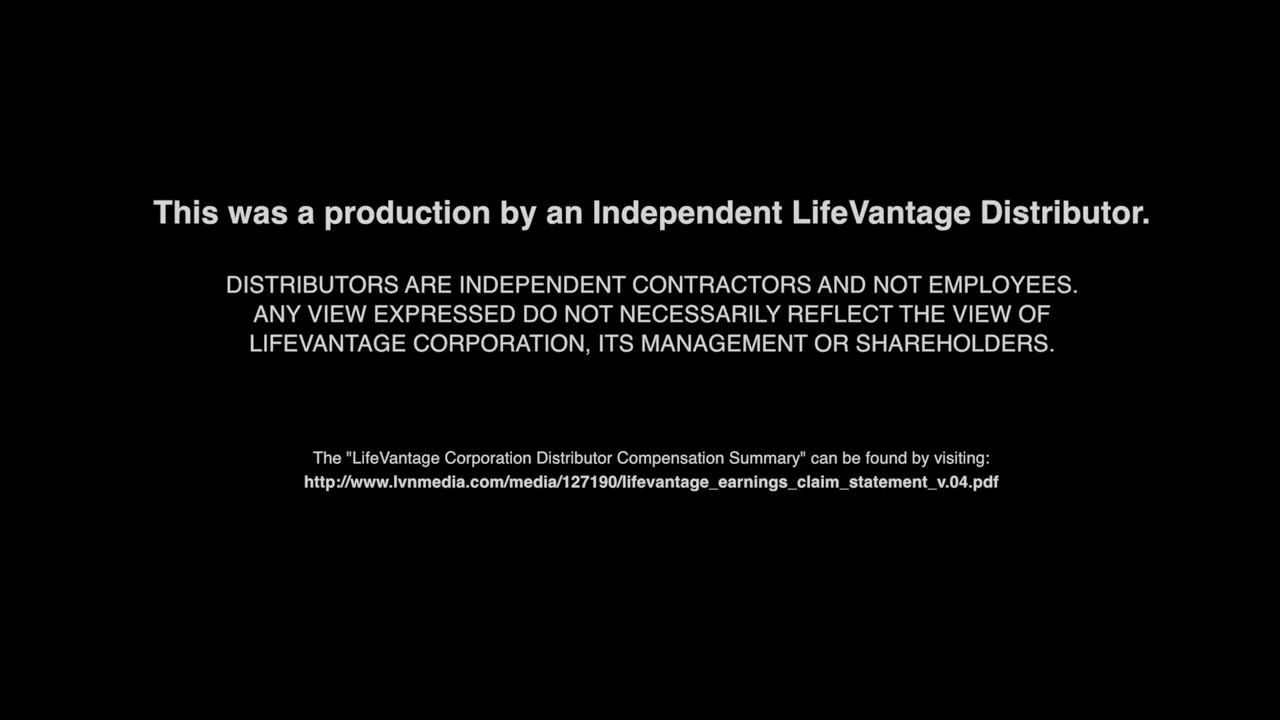 This was a production by an Independent LifeVantage Distributor.
DISTRIBUTORS ARE INDEPENDENT CONTRACTORS AND NOT EMPLOYEES.
ANY VIEW EXPRESSED DO NOT NECESSARILY REFLECT THE VIEW OF
LIFEVANTAGE CORPORATION, ITS MANAGEMENT OR SHAREHOLDERS.
The "LifeVantage Corporation Distributor Compensation Summary" can be found by visiting:
http://www.lvnmedia.com/media/127190/lifevantage_earnings_claim_statement_v.04.pdf